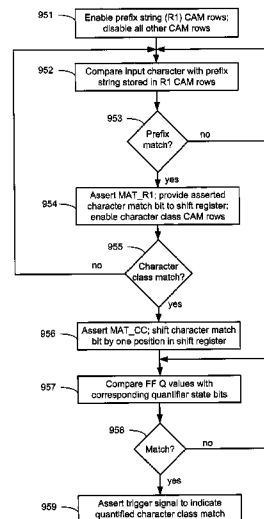 951
Enable prefix string (R1) CAM rows;
disable all other CAM rows
952
Compare input character with prefix
string stored in R1 CAM rows
953
Prefix
match?
no
yes
954
Assert MAT_R1; provide asserted
character match bit to shift register;
enable character class CAM rows
955
no
Character
class match?
yes
956
Assert MAT_CC; shift character match
bit by one position in shift register
957
Compare FF Q values with
corresponding quantifier state bits
958
Match?
no
yes
959
Assert trigger signal to indicate
quantified character class match